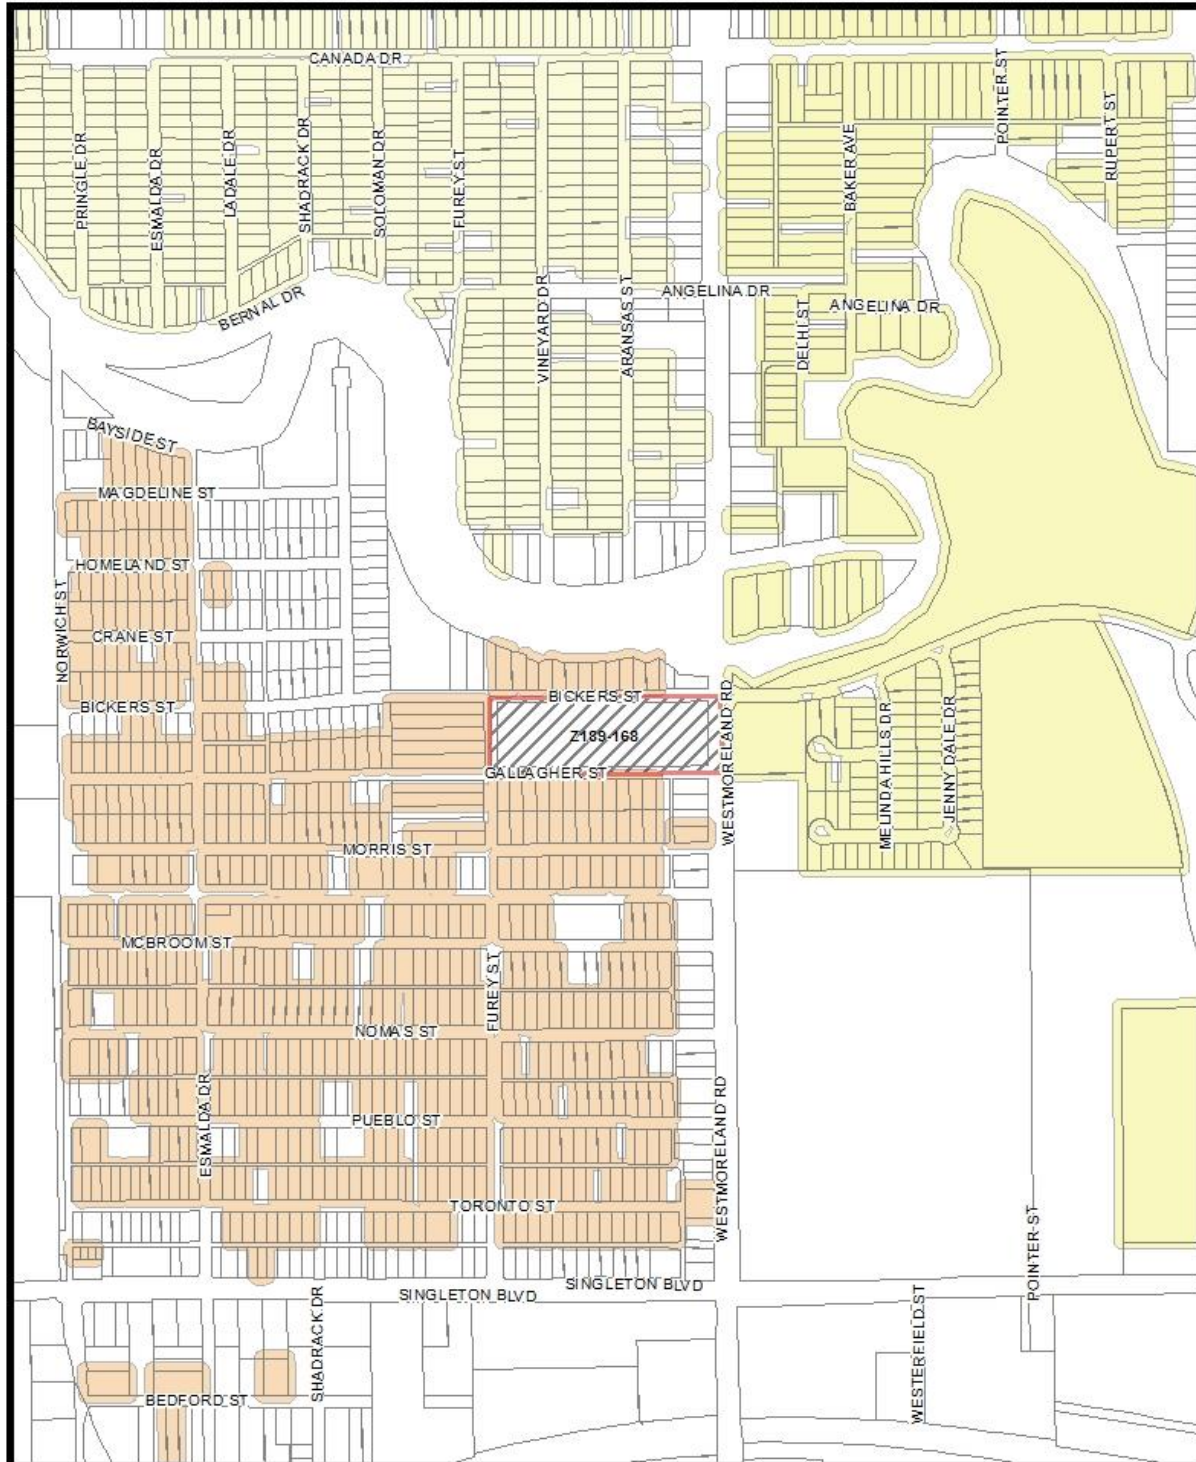 CANADA DR
POINTER ST
RUPERT ST
PRINGLE DR
ESMALDA DR
LADALE DR
SHADRACK DR
SOLOMAN DR
FUREY ST
BAKER AVE
ANGELINA DR
BERNAL DR
ANGELINA DR
VINEYARD DR
ARANSAS ST
DELHI ST
BAYSIDE ST
MAGDELINE ST
HOMELAND ST
NORWICH ST
CRANE ST
BICKERS ST
BICKERS ST
Z189-168
GALLAGHER ST
WESTMORELAND RD
MELINDA HILLS DR
JENNY DALE DR
MORRIS ST
MCBROOM ST
FUREY ST
NOMAS ST
ESMALDA DR
PUEBLO ST
WESTMORELAND RD
TORONTO ST
POINTER ST
SINGLETON BLVD
SINGLETON BLVD
SHADRACK DR
WESTEREFIELD ST
BEDFORD ST